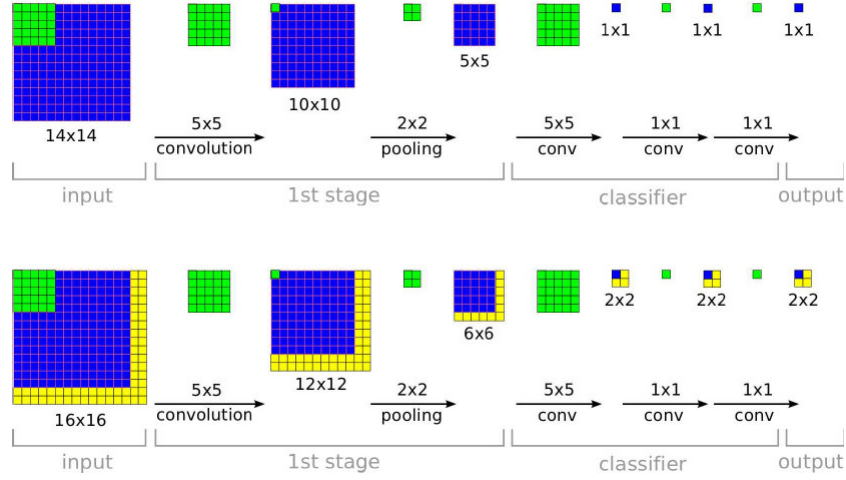 1x1 1x1 1x1
5x5
10x10
14x14
5x5 2x2 5x5 1x1 1x1
convolution pooling conv conv conv
input 1st stage classifier output
2x2 2x2 2x2
6x6
12x12
16x16
5x5 2x2 5x5 1x1 1x1
convolution pooling conv conv conv
input 1st stage classifier output